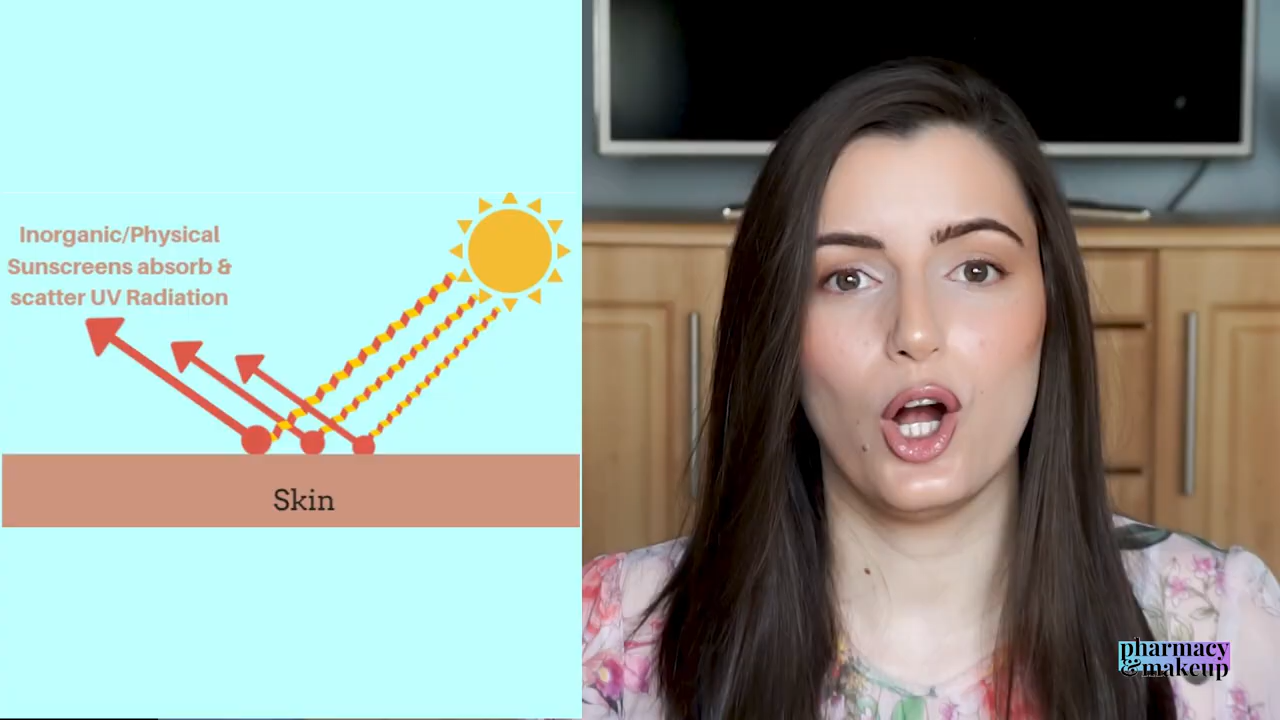 Inorganic/Physical
Sunscreens absorb &
scatter UV Radiation
Skin
pharmacy
&makeup